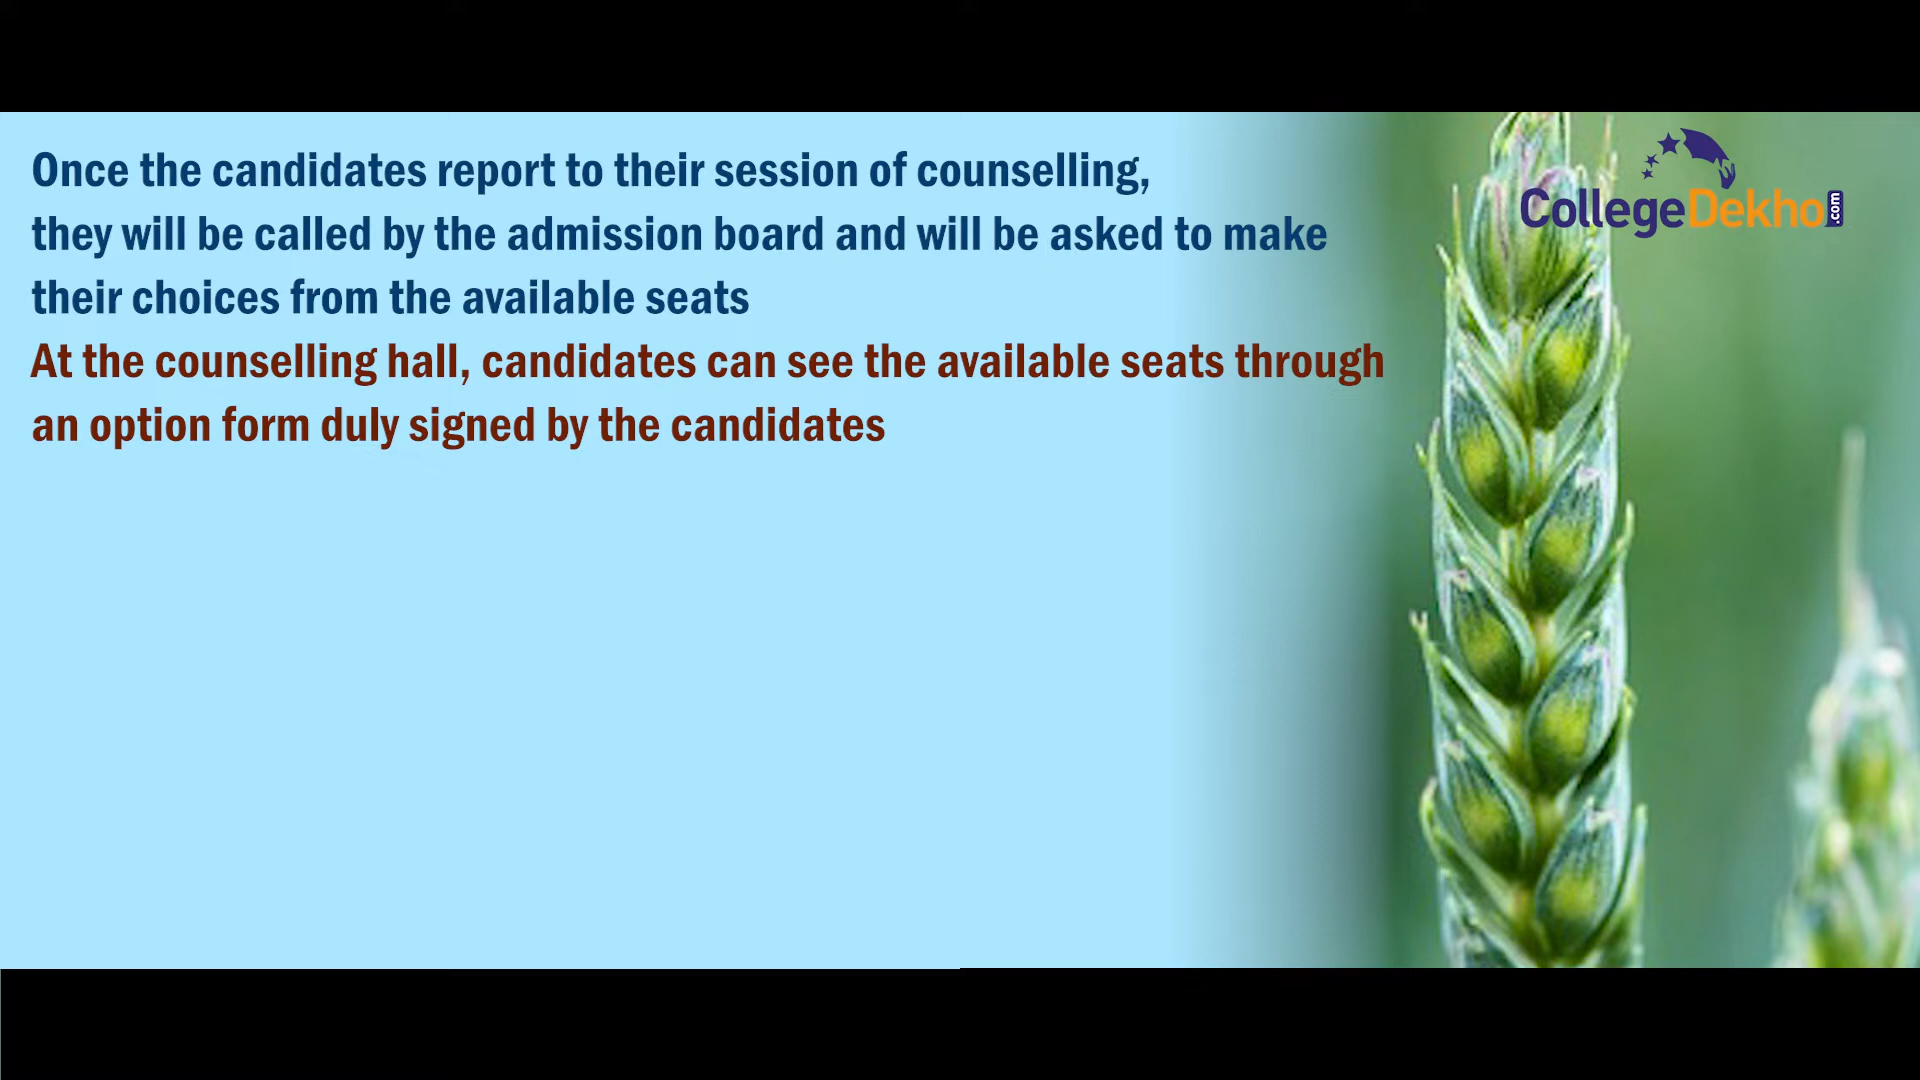 Once the candidates report to their session of counselling,
they will be called by the admission board and will be asked to make
their choices from the available seats
At the counselling hall, candidates can see the available seats through
an option form duly signed by the candidates
CollegeDekho.com